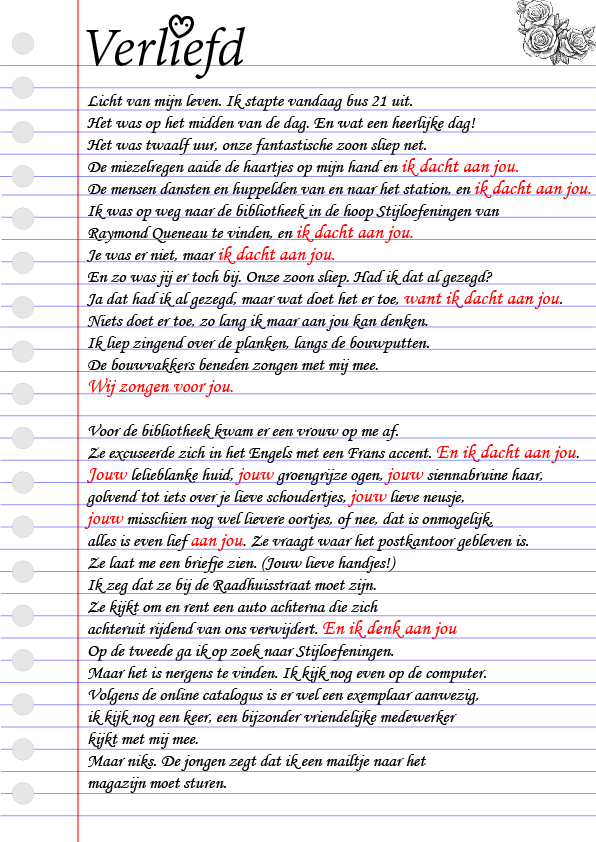 Verliefd
Licht van mijn leven. Ik stapte vandaag bus 21 uit.
Het was op het midden van de dag. En wat een heerlijke dag!
Het was twaalf uur, onze fantastische zoon sliep net.
De miezelregen aaide de haartjes op mijn hand en ik dacht aan jou.
De mensen dansten en huppelden van en naar het station, en ik dacht aan jou.
Ik was op weg naar de bibliotheek in de hoop Stijloefeningen van
Raymond Queneau te vinden, en ik dacht aan jou.
Je was er niet, maar ik dacht aan jou.
En zo was jij er toch bij. Onze zoon sliep. Had ik dat al gezegd?
Ja dat had ik al gezegd, maar wat doet het er toe, want ik dacht aan jou.
Niets doet er toe, zo lang ik maar aan jou kan denken.
Ik liep zingend over de planken, langs de bouwputten.
De bouwvakkers beneden zongen met mij mee.
Wij zongen voor jou.
Voor de bibliotheek kwam er een vrouw op me af.
Ze excuseerde zich in het Engels met een Frans accent. En ik dacht aan jou.
Jouw lelieblanke huid, jouw groengrijze ogen, jouw siennabruine haar,
golvend tot iets over je lieve schoudertjes, jouw lieve neusje,
jouw misschien nog wel lievere oortjes, of nee, dat is onmogelijk,
alles is even lief aan jou. Ze vraagt waar het postkantoor gebleven is.
Ze laat me een briefje zien. (Jouw lieve handjes!)
Ik zeg dat ze bij de Raadhuisstraat moet zijn.
Ze kijkt om en rent een auto achterna die zich
achteruit rijdend van ons verwijdert. En ik denk aan jou
Op de tweede ga ik op zoek naar Stijloefeningen.
Maar het is nergens te vinden. Ik kijk nog even op de computer.
Volgens de online catalogus is er wel een exemplaar aanwezig,
ik kijk nog een keer, een bijzonder vriendelijke medewerker
kijkt met mij mee.
Maar niks. De jongen zegt dat ik een mailtje naar het
magazijn moet sturen.